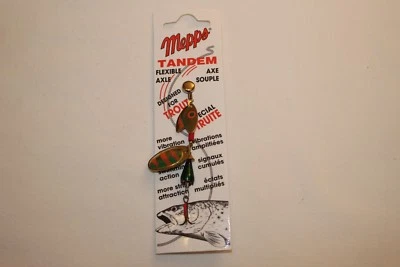 Mepps®
TANDEM
FLEXIBLE AXE
AXLE SOUPLE
DESIGNED
FOR
TROUT SPECIAL
TRUITE
more vibrations
vibration amplifiées
signaux
cumulés
action
more éclats
attraction multipliés